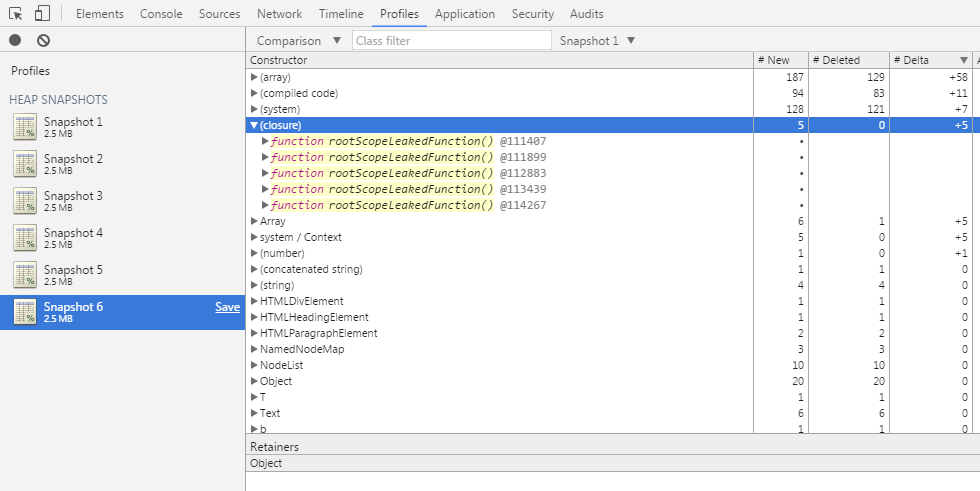 Elements Console Sources Network Timeline Profiles Application Security Audits
Comparison ▼ Class filter Snapshot 1 ▼
Profiles
HEAP SNAPSHOTS
Snapshot 1
2.5 MB
Snapshot 2
2.5 MB
Snapshot 3
2.5 MB
Snapshot 4
2.5 MB
Snapshot 5
2.5 MB
Snapshot 6 Save
2.5 MB
Constructor # New # Deleted # Delta ▼
▶(array) 187 129 +58
▶(compiled code) 94 83 +11
▶(system) 128 121 +7
▼(closure) 5 0 +5
▶function rootScopeLeakedFunction() @111407 •
▶function rootScopeLeakedFunction() @111899 •
▶function rootScopeLeakedFunction() @112883 •
▶function rootScopeLeakedFunction() @113439 •
▶function rootScopeLeakedFunction() @114267 •
▶Array 6 1 +5
▶system / Context 5 0 +5
▶(number) 1 0 +1
▶(concatenated string) 1 1 0
▶(string) 4 4 0
▶HTMLDivElement 1 1 0
▶HTMLHeadingElement 1 1 0
▶HTMLParagraphElement 2 2 0
▶NamedNodeMap 3 3 0
▶NodeList 10 10 0
▶Object 20 20 0
▶T 1 1 0
▶Text 6 6 0
▶b 1 1 0
Retainers
Object